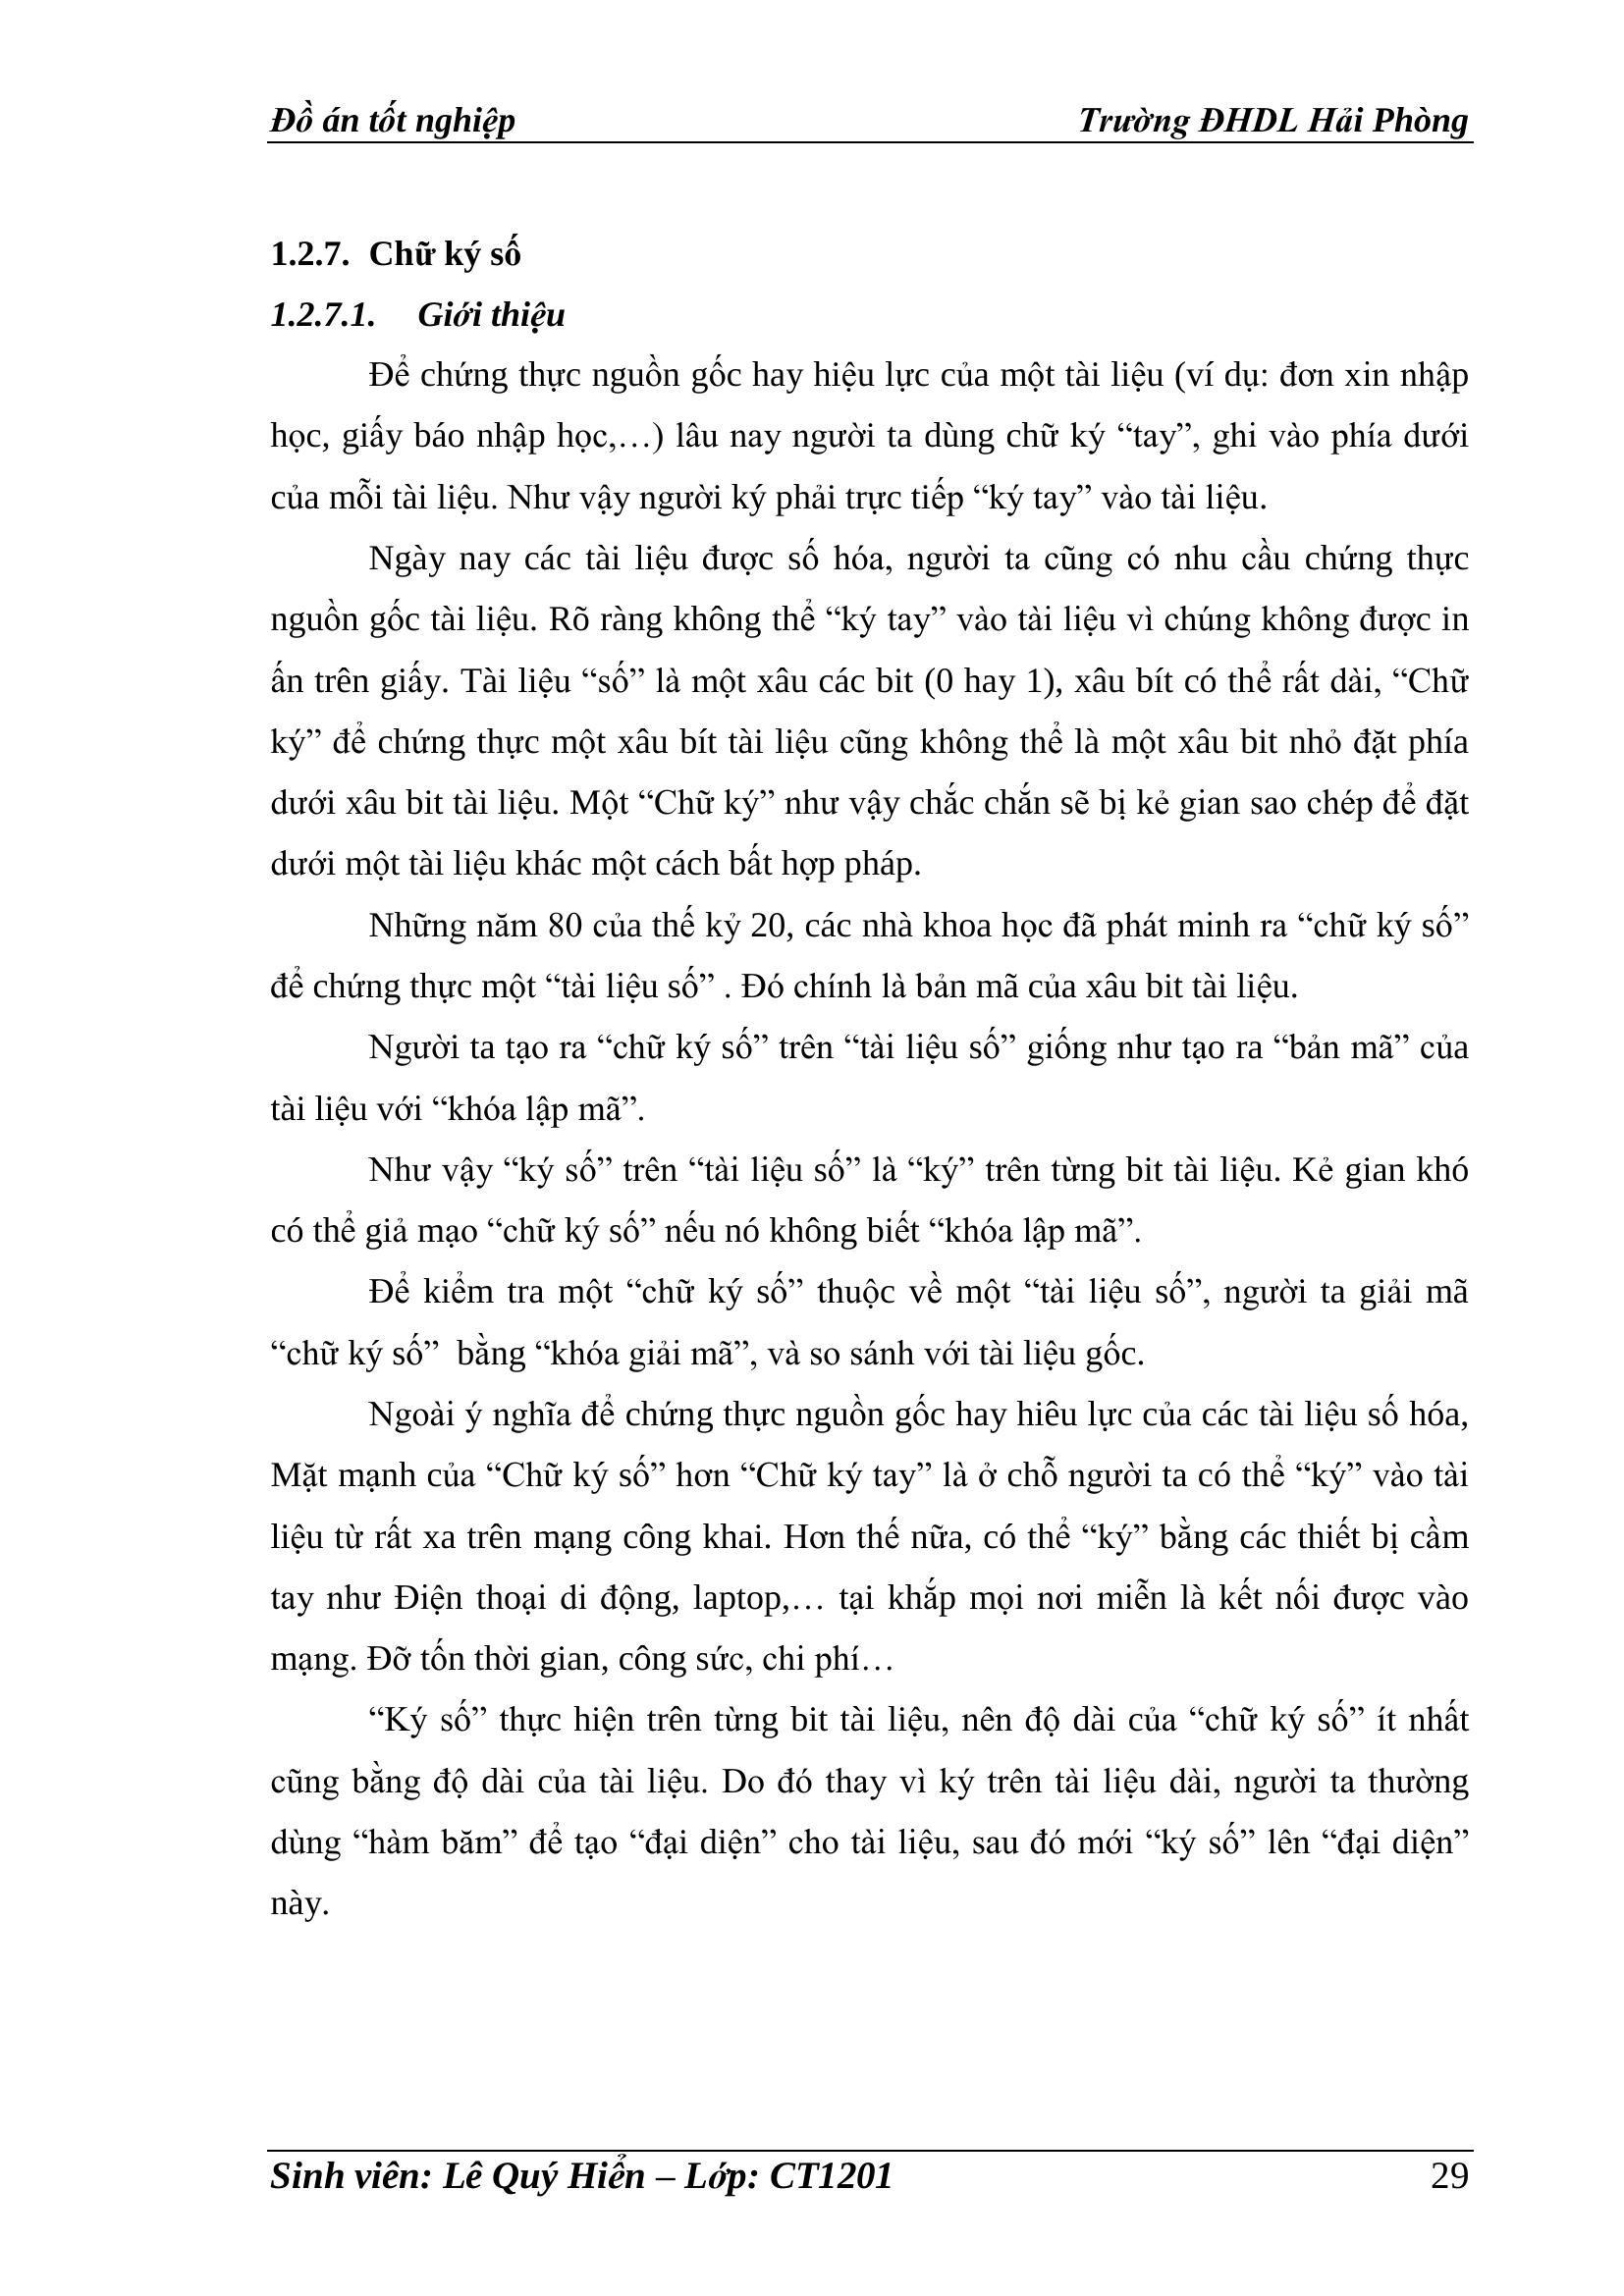 Đồ án tốt nghiệp Trường ĐHDL Hải Phòng
1.2.7. Chữ ký số
1.2.7.1. Giới thiệu
Để chứng thực nguồn gốc hay hiệu lực của một tài liệu (ví dụ: đơn xin nhập
học, giấy báo nhập học,…) lâu nay người ta dùng chữ ký “tay”, ghi vào phía dưới
của mỗi tài liệu. Như vậy người ký phải trực tiếp “ký tay” vào tài liệu.
Ngày nay các tài liệu được số hóa, người ta cũng có nhu cầu chứng thực
nguồn gốc tài liệu. Rõ ràng không thể “ký tay” vào tài liệu vì chúng không được in
ấn trên giấy. Tài liệu “số” là một xâu các bit (0 hay 1), xâu bít có thể rất dài, “Chữ
ký” để chứng thực một xâu bít tài liệu cũng không thể là một xâu bit nhỏ đặt phía
dưới xâu bit tài liệu. Một “Chữ ký” như vậy chắc chắn sẽ bị kẻ gian sao chép để đặt
dưới một tài liệu khác một cách bất hợp pháp.
Những năm 80 của thế kỷ 20, các nhà khoa học đã phát minh ra “chữ ký số”
để chứng thực một “tài liệu số” . Đó chính là bản mã của xâu bit tài liệu.
Người ta tạo ra “chữ ký số” trên “tài liệu số” giống như tạo ra “bản mã” của
tài liệu với “khóa lập mã”.
Như vậy “ký số” trên “tài liệu số” là “ký” trên từng bit tài liệu. Kẻ gian khó
có thể giả mạo “chữ ký số” nếu nó không biết “khóa lập mã”.
Để kiểm tra một “chữ ký số” thuộc về một “tài liệu số”, người ta giải mã
“chữ ký số”  bằng “khóa giải mã”, và so sánh với tài liệu gốc.
Ngoài ý nghĩa để chứng thực nguồn gốc hay hiêu lực của các tài liệu số hóa,
Mặt mạnh của “Chữ ký số” hơn “Chữ ký tay” là ở chỗ người ta có thể “ký” vào tài
liệu từ rất xa trên mạng công khai. Hơn thế nữa, có thể “ký” bằng các thiết bị cầm
tay như Điện thoại di động, laptop,… tại khắp mọi nơi miễn là kết nối được vào
mạng. Đỡ tốn thời gian, công sức, chi phí…
“Ký số” thực hiện trên từng bit tài liệu, nên độ dài của “chữ ký số” ít nhất
cũng bằng độ dài của tài liệu. Do đó thay vì ký trên tài liệu dài, người ta thường
dùng “hàm băm” để tạo “đại diện” cho tài liệu, sau đó mới “ký số” lên “đại diện”
này.
Sinh viên: Lê Quý Hiển – Lớp: CT1201 29